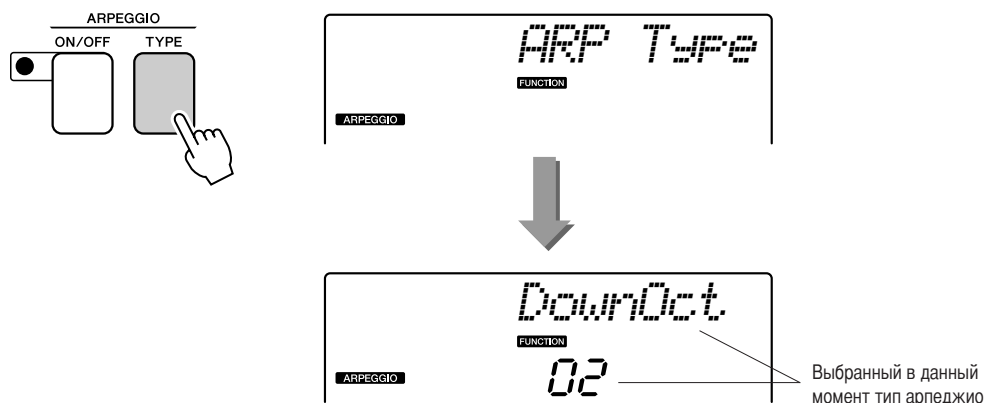 ARPEGGIO
ON/OFF TYPE
ARP Type
FUNCTION
ARPEGGIO
DownOct
FUNCTION
ARPEGGIO 02
Выбранный в данный
момент тип арпеджио